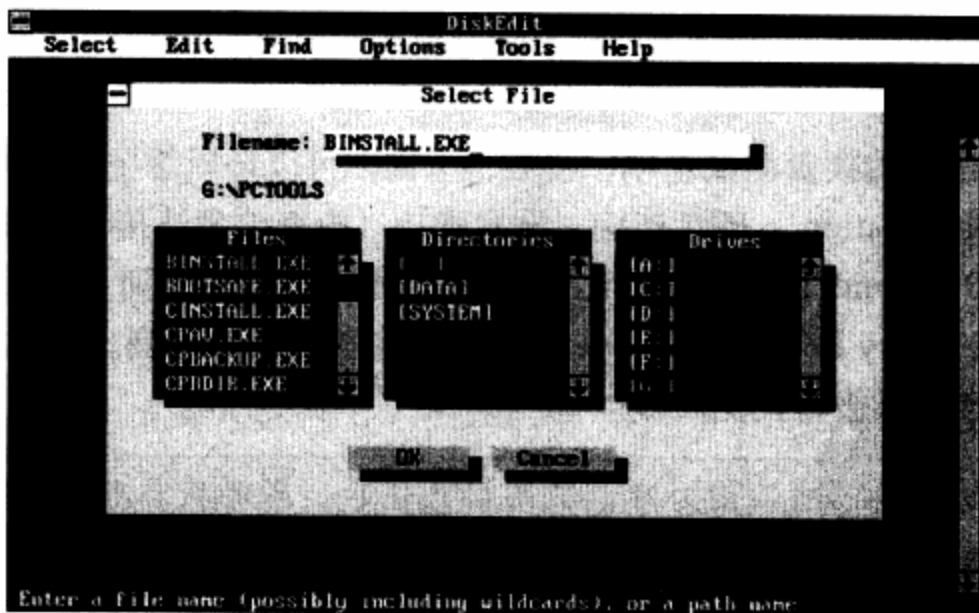 DiskEdit
Select Edit Find Options Tools Help
Select File
Filename: BINSTALL.EXE_
G:\PCTOOLS
Files
BINSTALL.EXE
BOOTSAFE.EXE
CINSTALL.EXE
CPAV.EXE
CPBACKUP.EXE
CPBDIR.EXE
Directories
[..]
[DATA]
[SYSTEM]
Drives
[A:]
[C:]
[D:]
[E:]
[F:]
[G:]
OK Cancel
Enter a file name (possibly including wildcards), or a path name